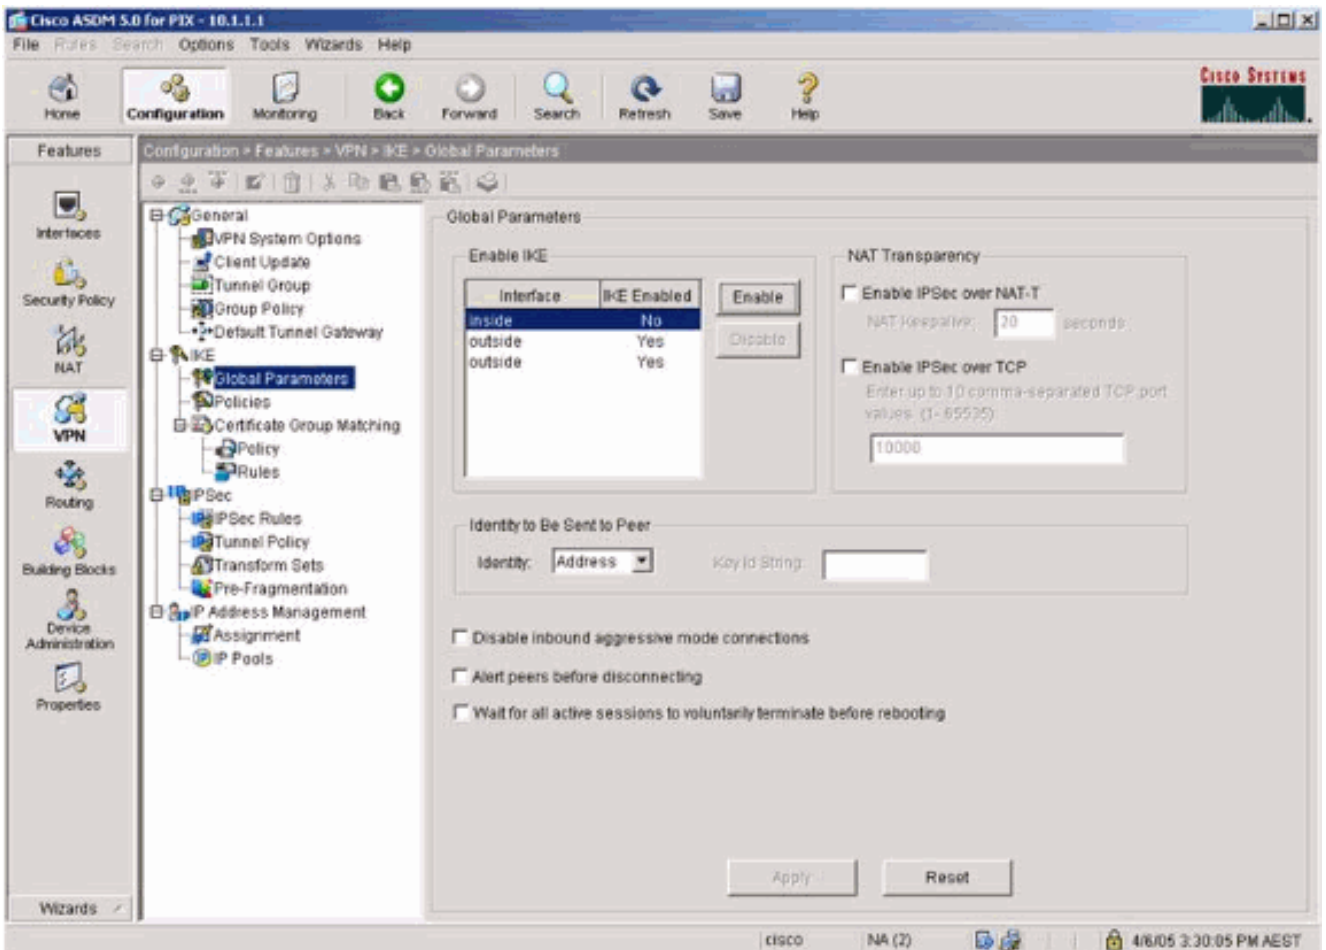 Cisco ASDM 5.0 for PIX - 10.1.1.1
File Rules Search Options Tools Wizards Help
Home Configuration Monitoring Back Forward Search Refresh Save Help
CISCO SYSTEMS
Features
Configuration > Features > VPN > IKE > Global Parameters
Interfaces
Security Policy
NAT
VPN
Routing
Building Blocks
Device
Administration
Properties
Wizards
General
VPN System Options
Client Update
Tunnel Group
Group Policy
Default Tunnel Gateway
IKE
Global Parameters
Policies
Certificate Group Matching
Policy
Rules
IPSec
IPSec Rules
Tunnel Policy
Transform Sets
Pre-Fragmentation
IP Address Management
Assignment
IP Pools
Global Parameters
Enable IKE
Interface IKE Enabled
inside No
outside Yes
outside Yes
Enable
Disable
NAT Transparency
Enable IPSec over NAT-T
NAT Keepalive: 20 seconds
Enable IPSec over TCP
Enter up to 10 comma-separated TCP port
values (1-65535)
10000
Identity to Be Sent to Peer
Identity: Address Key Id String:
Disable inbound aggressive mode connections
Alert peers before disconnecting
Wait for all active sessions to voluntarily terminate before rebooting
Apply Reset
cisco NA (2) 4/6/05 3:30:05 PM AEST